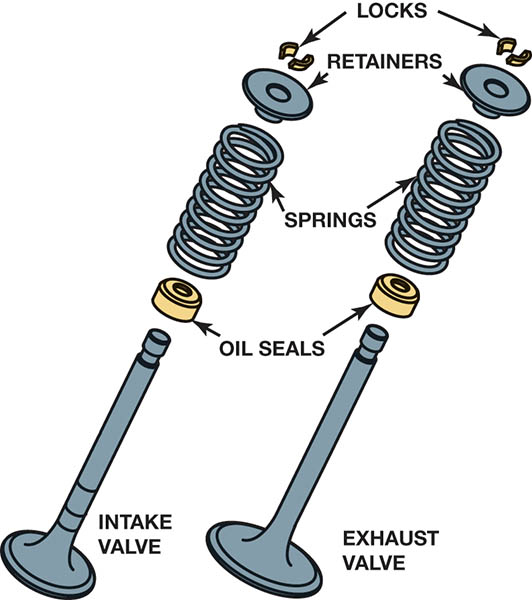 LOCKS
RETAINERS
SPRINGS
OIL SEALS
INTAKE
VALVE
EXHAUST
VALVE